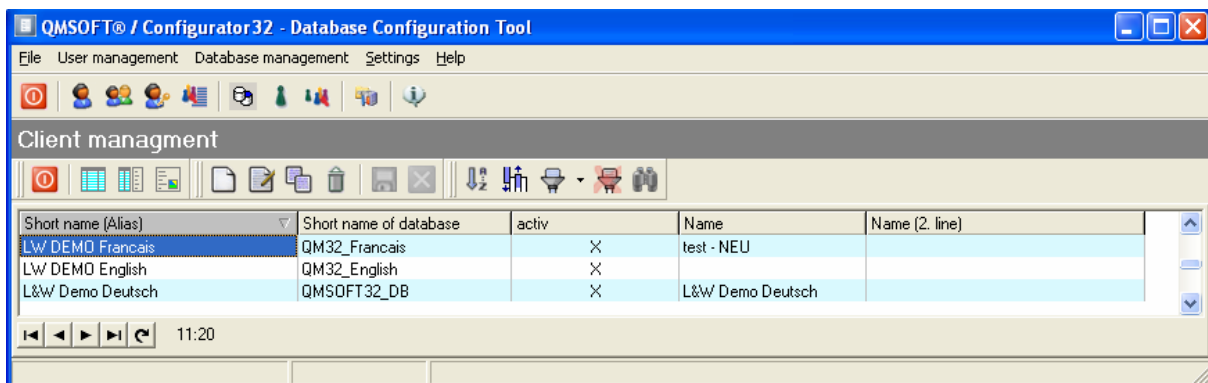 QMSOFT® / Configurator32 - Database Configuration Tool
File User management Database management Settings Help
Client managment
Short name (Alias) Short name of database activ Name Name (2. line)
LW DEMO Francais QM32_Francais X test - NEU
LW DEMO English QM32_English X
L&W Demo Deutsch QMSOFT32_DB X L&W Demo Deutsch
11:20